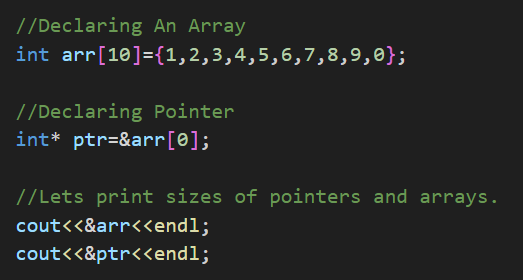 //Declaring An Array
int arr[10]={1,2,3,4,5,6,7,8,9,0};
//Declaring Pointer
int* ptr=&arr[0];
//Lets print sizes of pointers and arrays.
cout<<&arr<<endl;
cout<<&ptr<<endl;